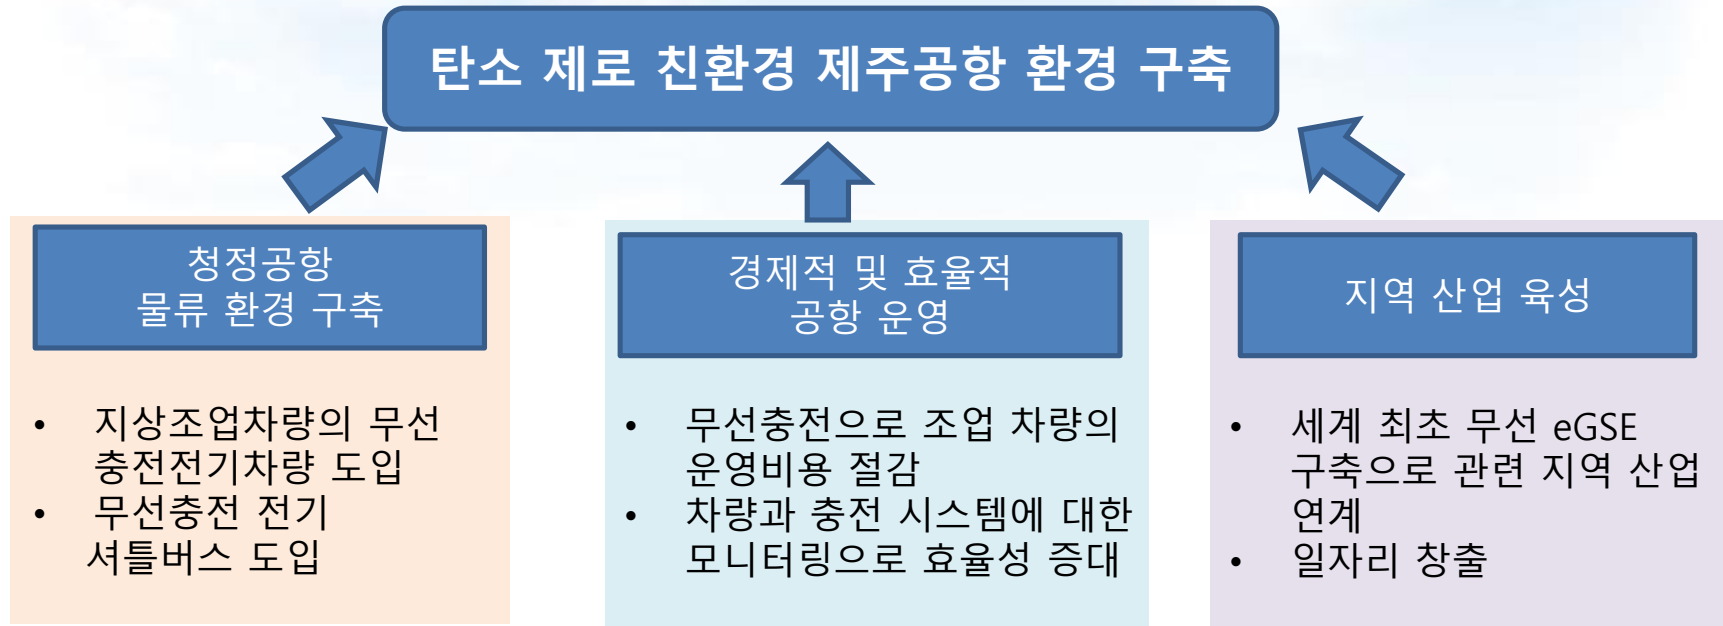 탄소 제로 친환경 제주공항 환경 구축
청정공항
물류 환경 구축
• 지상조업차량의 무선
충전전기차량 도입
• 무선충전 전기
셔틀버스 도입
경제적 및 효율적
공항 운영
• 무선충전으로 조업 차량의
운영비용 절감
• 차량과 충전 시스템에 대한
모니터링으로 효율성 증대
지역 산업 육성
• 세계 최초 무선 eGSE
구축으로 관련 지역 산업
연계
• 일자리 창출